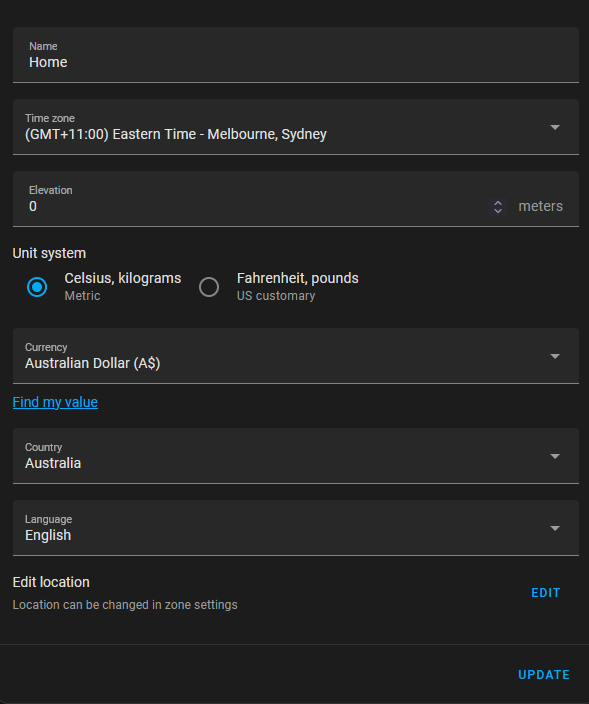 Name
Home
Time zone
(GMT+11:00) Eastern Time - Melbourne, Sydney
Elevation
0
meters
Unit system
Celsius, kilograms
Metric
Fahrenheit, pounds
US customary
Currency
Australian Dollar (A$)
Find my value
Country
Australia
Language
English
Edit location
Location can be changed in zone settings
EDIT
UPDATE